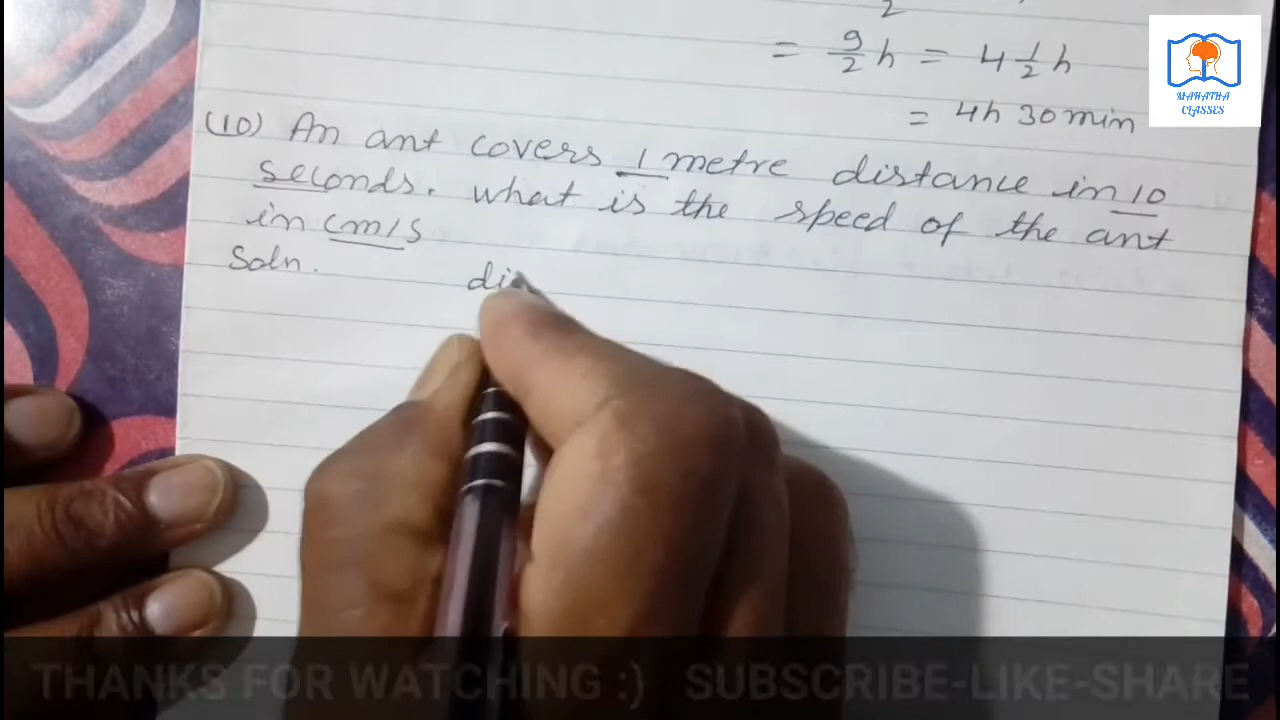 2
= 9/2 h = 4 1/2 h
= 4h 30 min
(10) An ant covers 1 metre distance in 10
seconds. what is the speed of the ant
in cm/s
Soln. di
MAHATHA
CLASSES
THANKS FOR WATCHING :) SUBSCRIBE-LIKE-SHARE